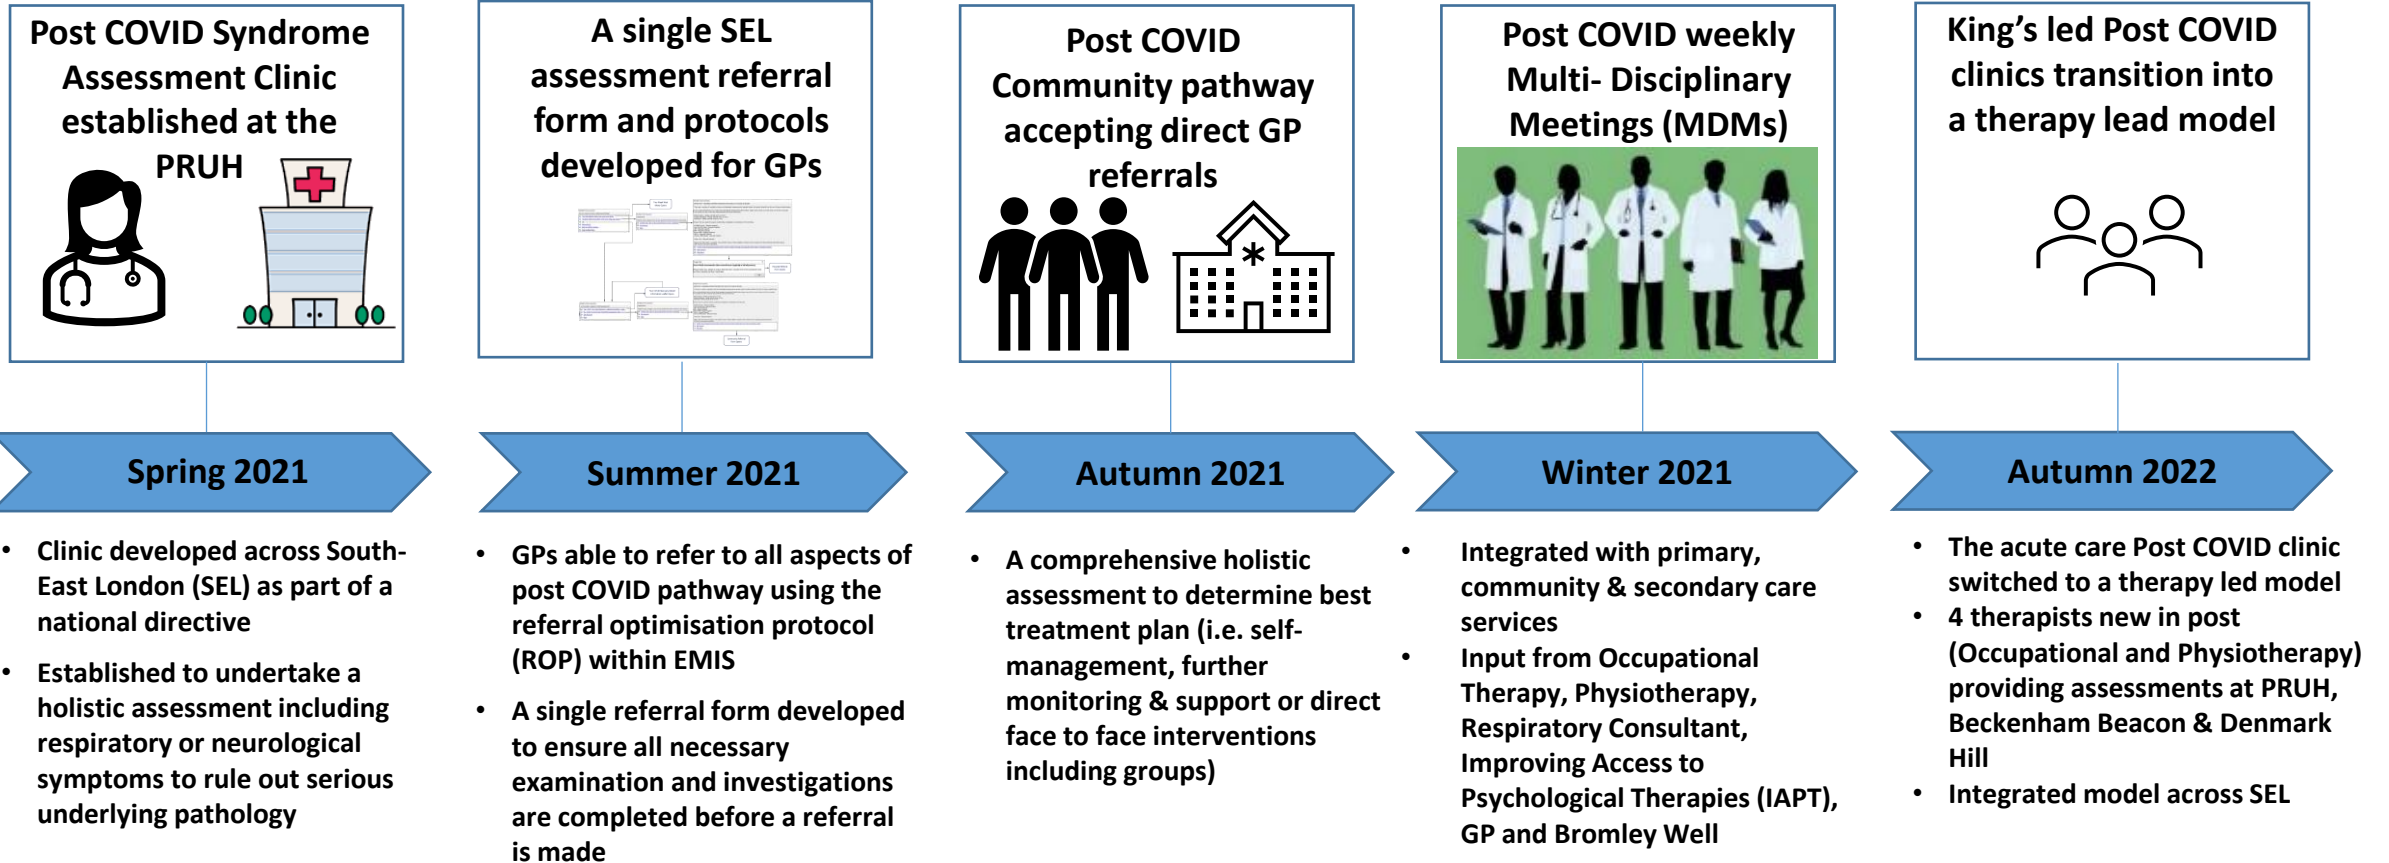 Post COVID Syndrome
Assessment Clinic
established at the
PRUH
A single SEL
assessment referral
form and protocols
developed for GPs
Post COVID
Community pathway
accepting direct GP
referrals
Post COVID weekly
Multi- Disciplinary
Meetings (MDMs)
King’s led Post COVID
clinics transition into
a therapy lead model
Spring 2021
Summer 2021
Autumn 2021
Winter 2021
Autumn 2022
• Clinic developed across South-
East London (SEL) as part of a
national directive
• Established to undertake a
holistic assessment including
respiratory or neurological
symptoms to rule out serious
underlying pathology
• GPs able to refer to all aspects of
post COVID pathway using the
referral optimisation protocol
(ROP) within EMIS
• A single referral form developed
to ensure all necessary
examination and investigations
are completed before a referral
is made
• A comprehensive holistic
assessment to determine best
treatment plan (i.e. self-
management, further
monitoring & support or direct
face to face interventions
including groups)
• Integrated with primary,
community & secondary care
services
• Input from Occupational
Therapy, Physiotherapy,
Respiratory Consultant,
Improving Access to
Psychological Therapies (IAPT),
GP and Bromley Well
• The acute care Post COVID clinic
switched to a therapy led model
• 4 therapists new in post
(Occupational and Physiotherapy)
providing assessments at PRUH,
Beckenham Beacon & Denmark
Hill
• Integrated model across SEL